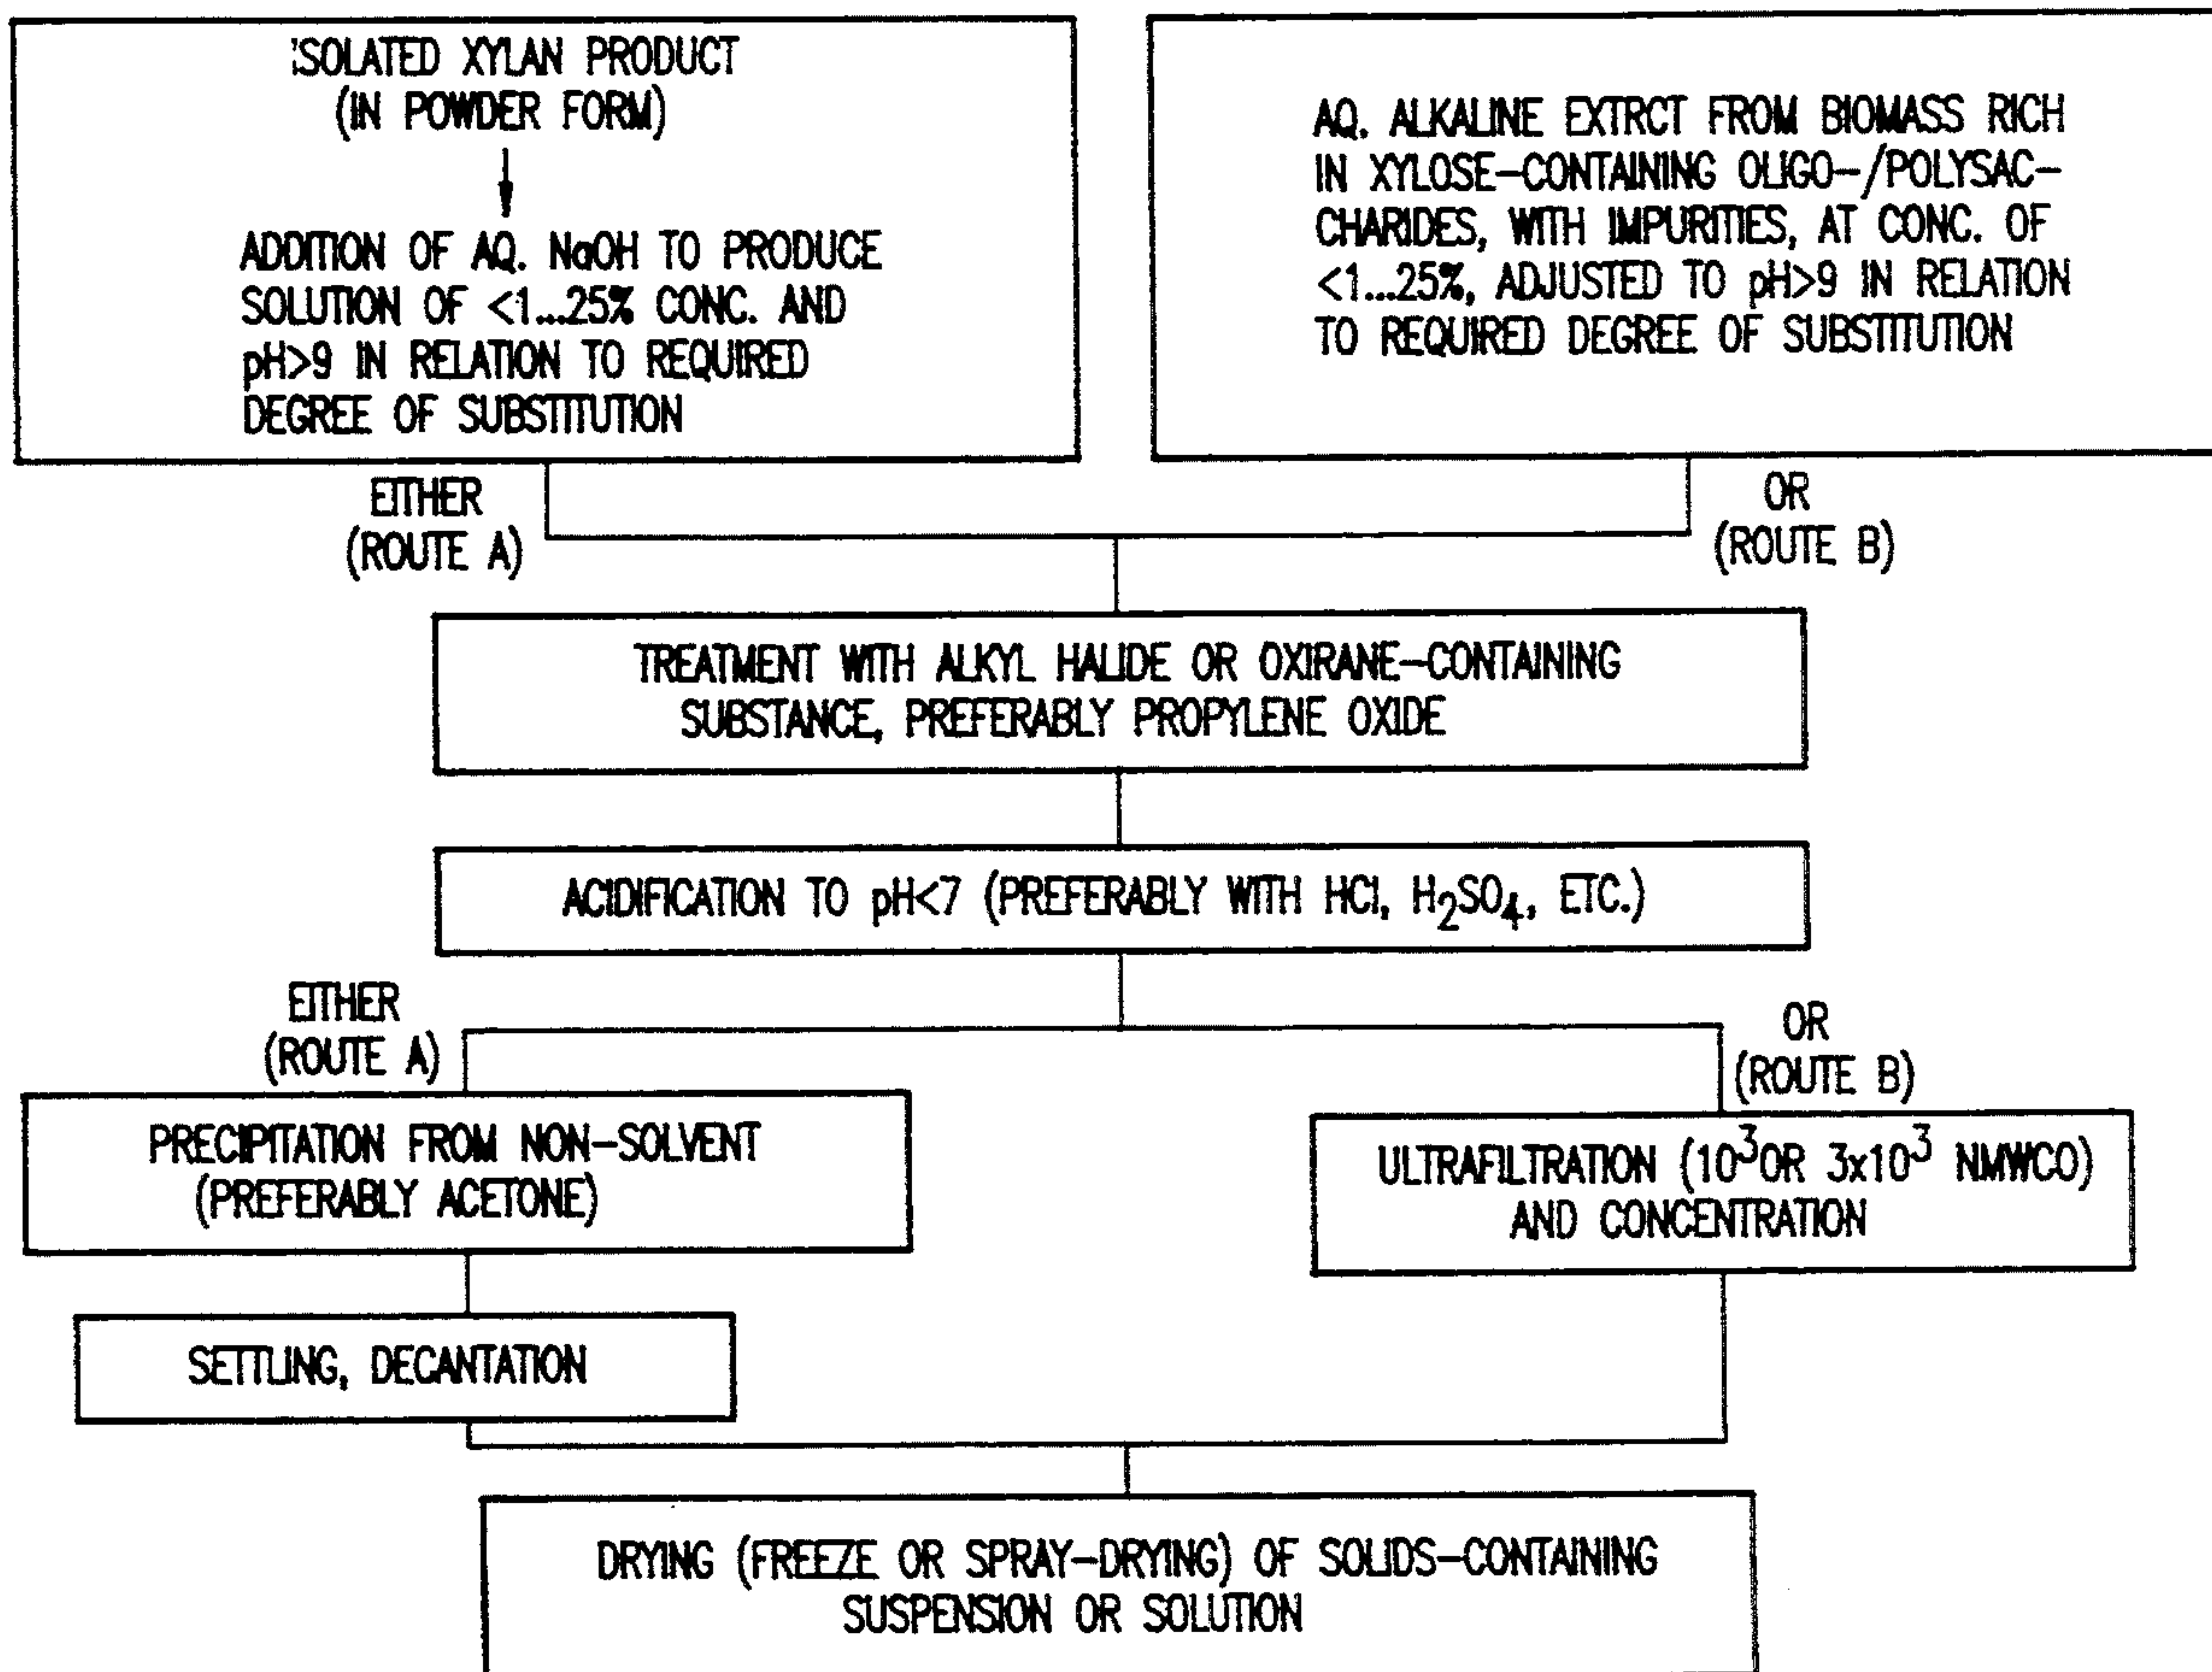 ISOLATED XYLAN PRODUCT
(IN POWDER FORM)
ADDITION OF AQ. NaOH TO PRODUCE
SOLUTION OF <1...25% CONC. AND
pH>9 IN RELATION TO REQUIRED
DEGREE OF SUBSTITUTION
AQ. ALKALINE EXTRCT FROM BIOMASS RICH
IN XYLOSE-CONTAINING OLIGO-/POLYSAC-
CHARIDES, WITH IMPURITIES, AT CONC. OF
<1...25%, ADJUSTED TO pH>9 IN RELATION
TO REQUIRED DEGREE OF SUBSTITUTION
EITHER
(ROUTE A)
OR
(ROUTE B)
TREATMENT WITH ALKYL HALIDE OR OXIRANE-CONTAINING
SUBSTANCE, PREFERABLY PROPYLENE OXIDE
ACIDIFICATION TO pH<7 (PREFERABLY WITH HCl, H₂SO₄, ETC.)
EITHER
(ROUTE A)
OR
(ROUTE B)
PRECIPITATION FROM NON-SOLVENT
(PREFERABLY ACETONE)
ULTRAFILTRATION (10³OR 3x10³ NMWCO)
AND CONCENTRATION
SETTLING, DECANTATION
DRYING (FREEZE OR SPRAY-DRYING) OF SOLIDS-CONTAINING
SUSPENSION OR SOLUTION